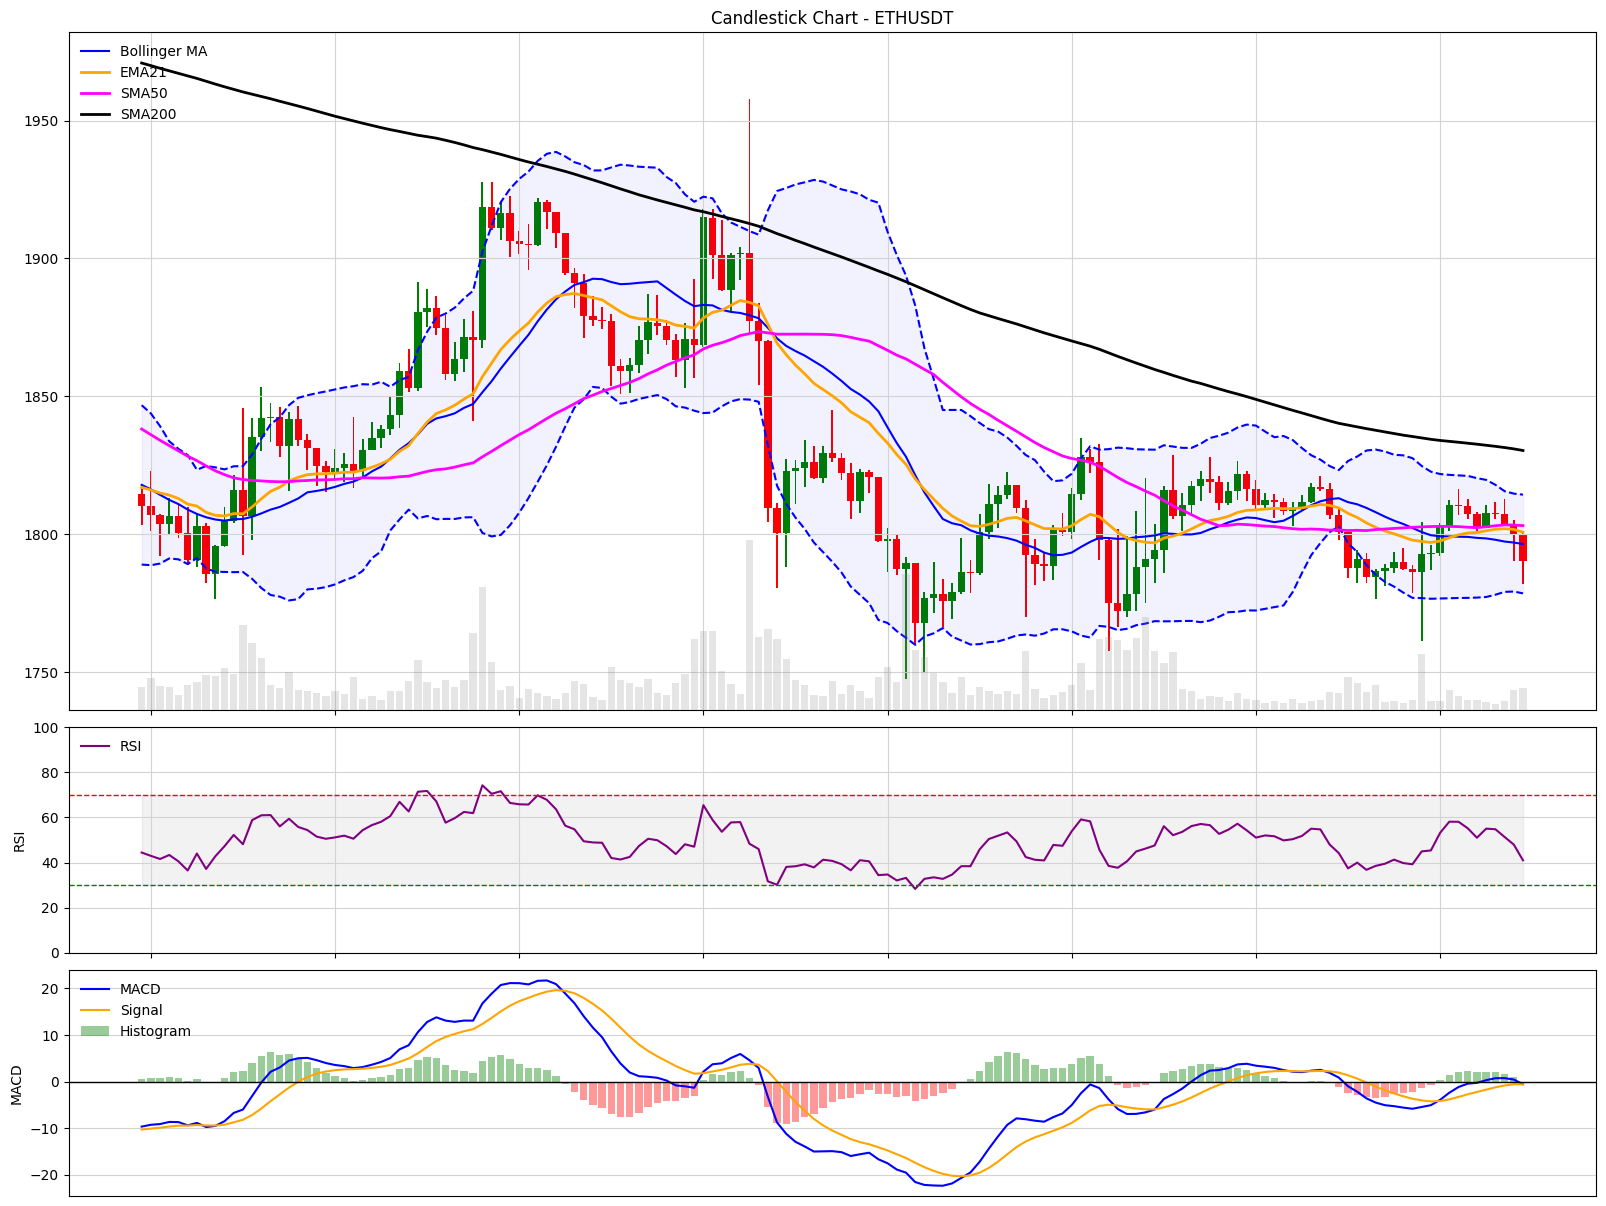 Candlestick Chart - ETHUSDT
Bollinger MA
EMA21
SMA50
SMA200
1950
1900
1850
1800
1750
RSI
100
80
60
40
20
0
RSI
MACD
Signal
Histogram
20
10
0
−10
−20
MACD